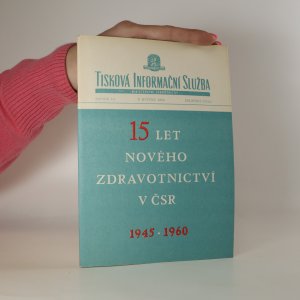 TISKOVÁ INFORMAČNÍ SLUŽBA
15 LET
NOVÉHO
ZDRAVOTNICTVÍ
V ČSR
1945 · 1960